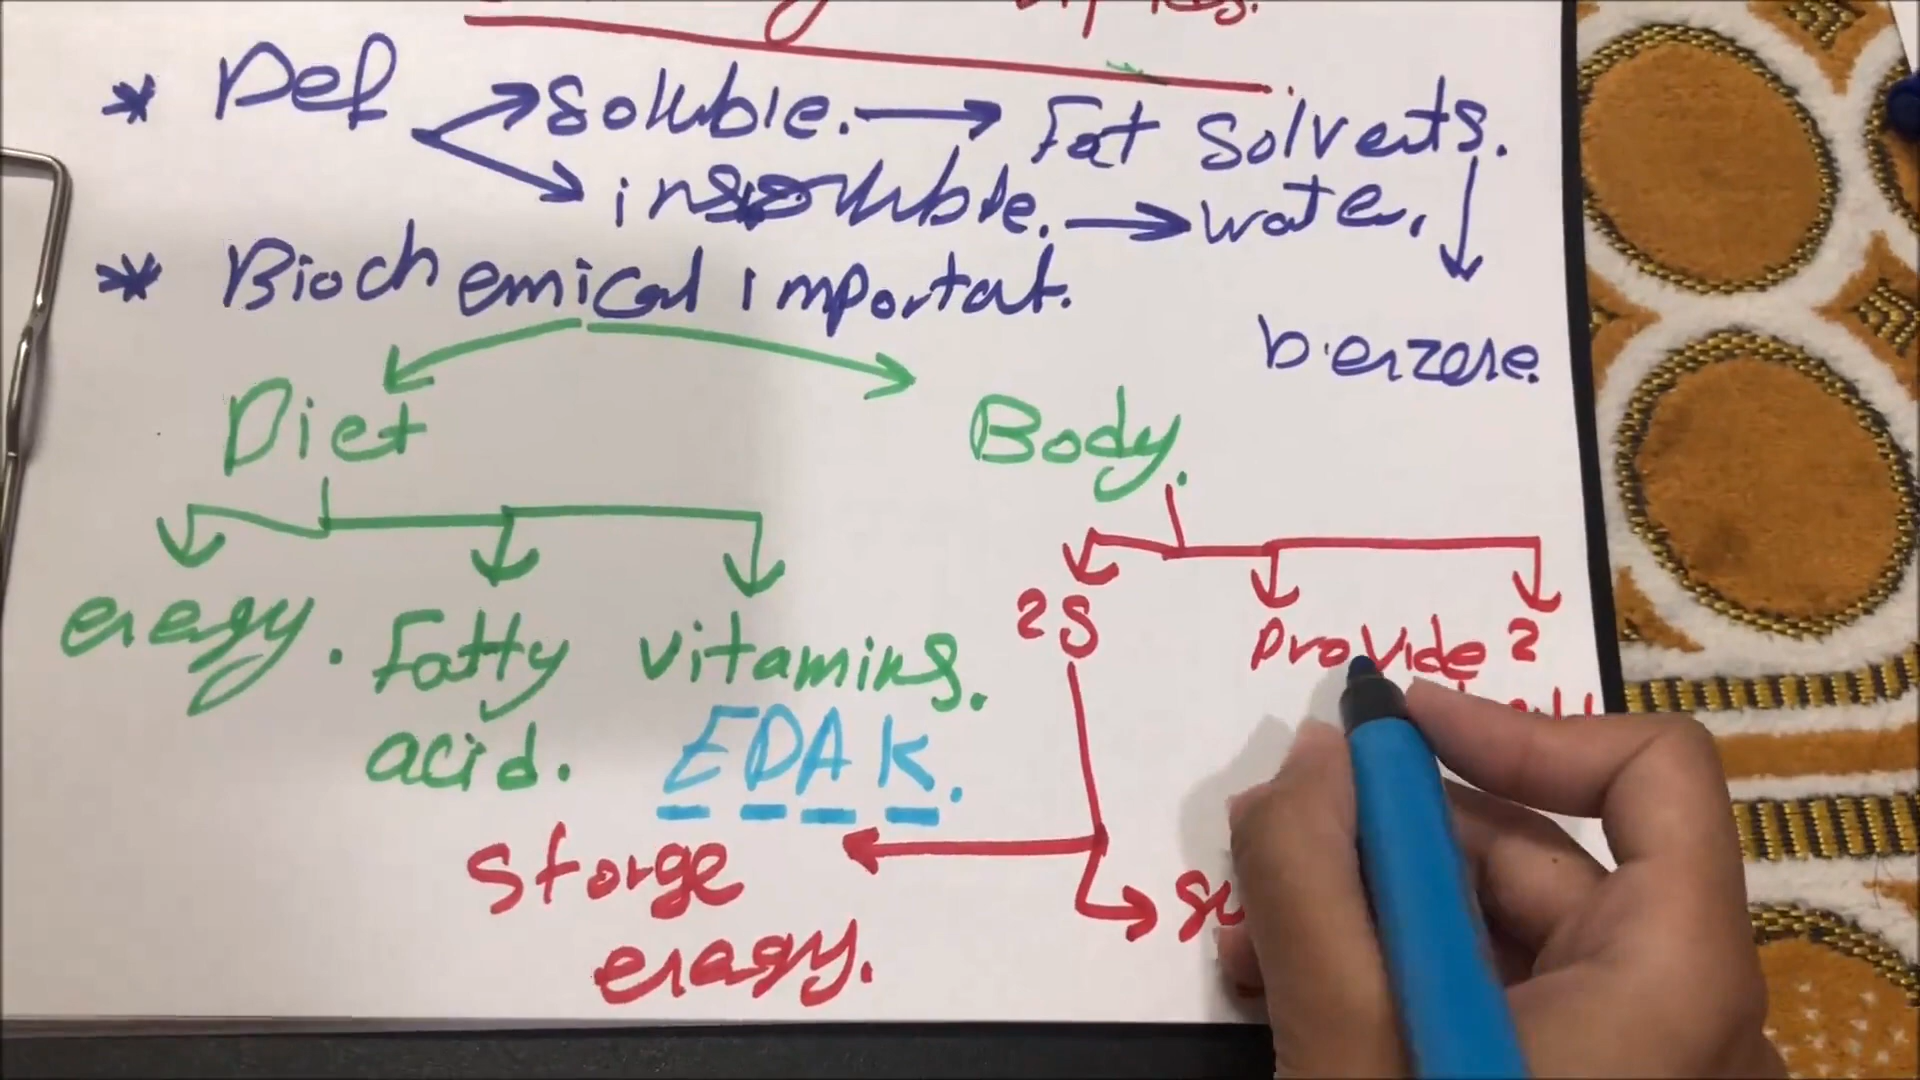 * Def soluble. Fat Solvents.
insoluble. water.
* Biochemical importat.
benzene.
Diet Body.
energy. Fatty vitamins. 2S Provide 2
acid. EDAK.
Storge
energy.